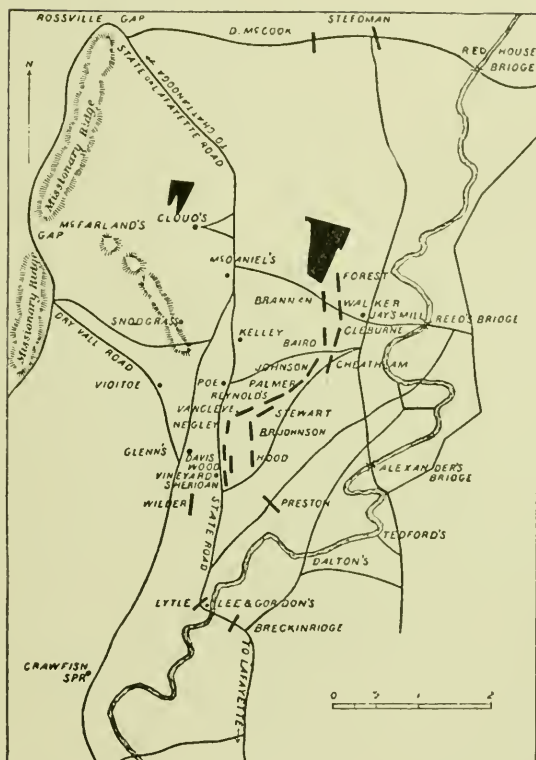 ROSSVILLE GAP
D. McCOOK
STEEDMAN
RED HOUSE
BRIDGE
N
STATE OR LAFAYETTE ROAD
TO CHATTANOOGA
Missionary Ridge
McFARLAND'S
GAP
CLOUD'S
McDANIEL'S
FOREST
BRANNAN
WALKER
JAYS MILL
REED'S BRIDGE
CLEBURNE
SNODGRASS
KELLEY
BAIRD
Missionary Ridge
DRY VALL ROAD
JOHNSON
CHEATHAM
VIDITOE
POE
PALMER
REYNOLD'S
VANCLEVE
STEWART
NEGLEY
B.R.JOHNSON
GLENN'S
DAVIS
WOOD
HOOD
VINEYARD
SHERIDAN
ALEXANDER'S
BRIDGE
WILDER
STATE ROAD
PRESTON
TEDFORD'S
DALTON'S
LYTLE
LEE & GORDON'S
BRECKINRIDGE
CRAWFISH
SPR
TO LAFAYETTE
0 5 1 2